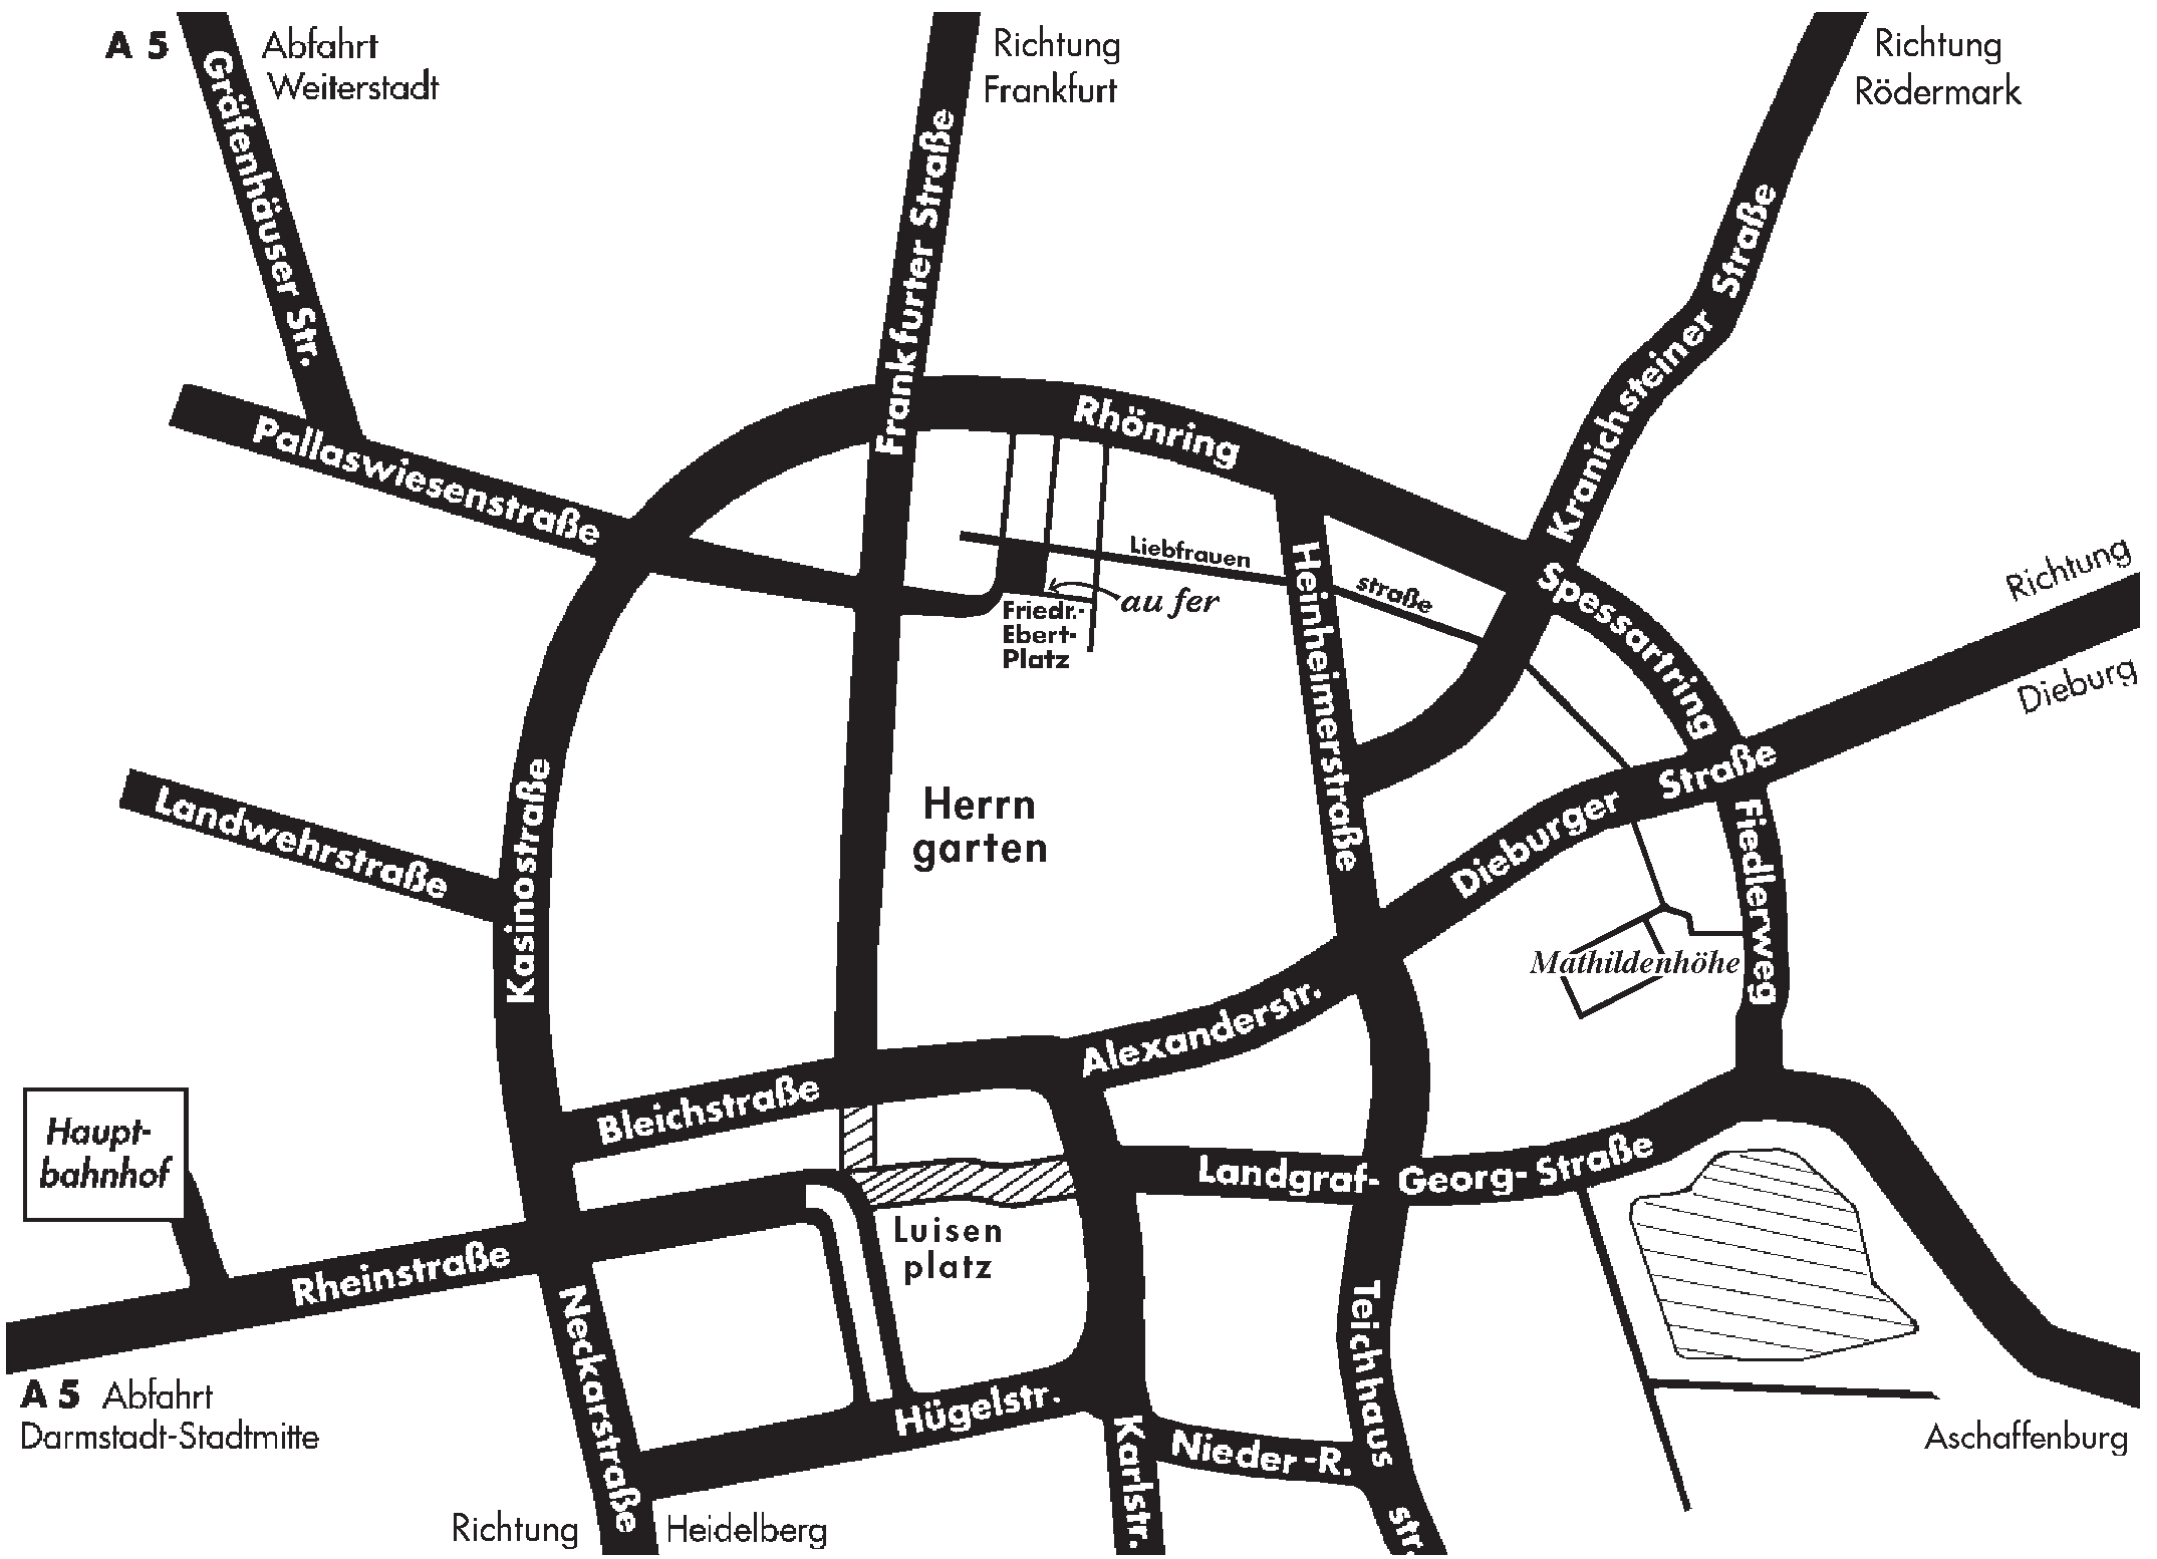 A 5
Abfahrt
Weiterstadt
Gräfenhäuser Str.
Richtung
Frankfurt
Frankfurter Straße
Richtung
Rödermark
Kranichsteiner Straße
Pallaswiesenstraße
Rhönring
Liebfrauen
straße
au fer
Friedr.-
Ebert-
Platz
Heinheimerstraße
Spessartring
Richtung
Dieburg
Dieburger Straße
Landwehrstraße
Kasinostraße
Herrn
garten
Fiedlerweg
Mathildenhöhe
Alexanderstr.
Bleichstraße
Haupt-
bahnhof
Landgraf- Georg- Straße
Luisen
platz
Rheinstraße
Neckarstraße
Teichhaus
str.
A 5 Abfahrt
Darmstadt-Stadtmitte
Hügelstr.
Karlstr.
Nieder-R.
Aschaffenburg
Richtung
Heidelberg